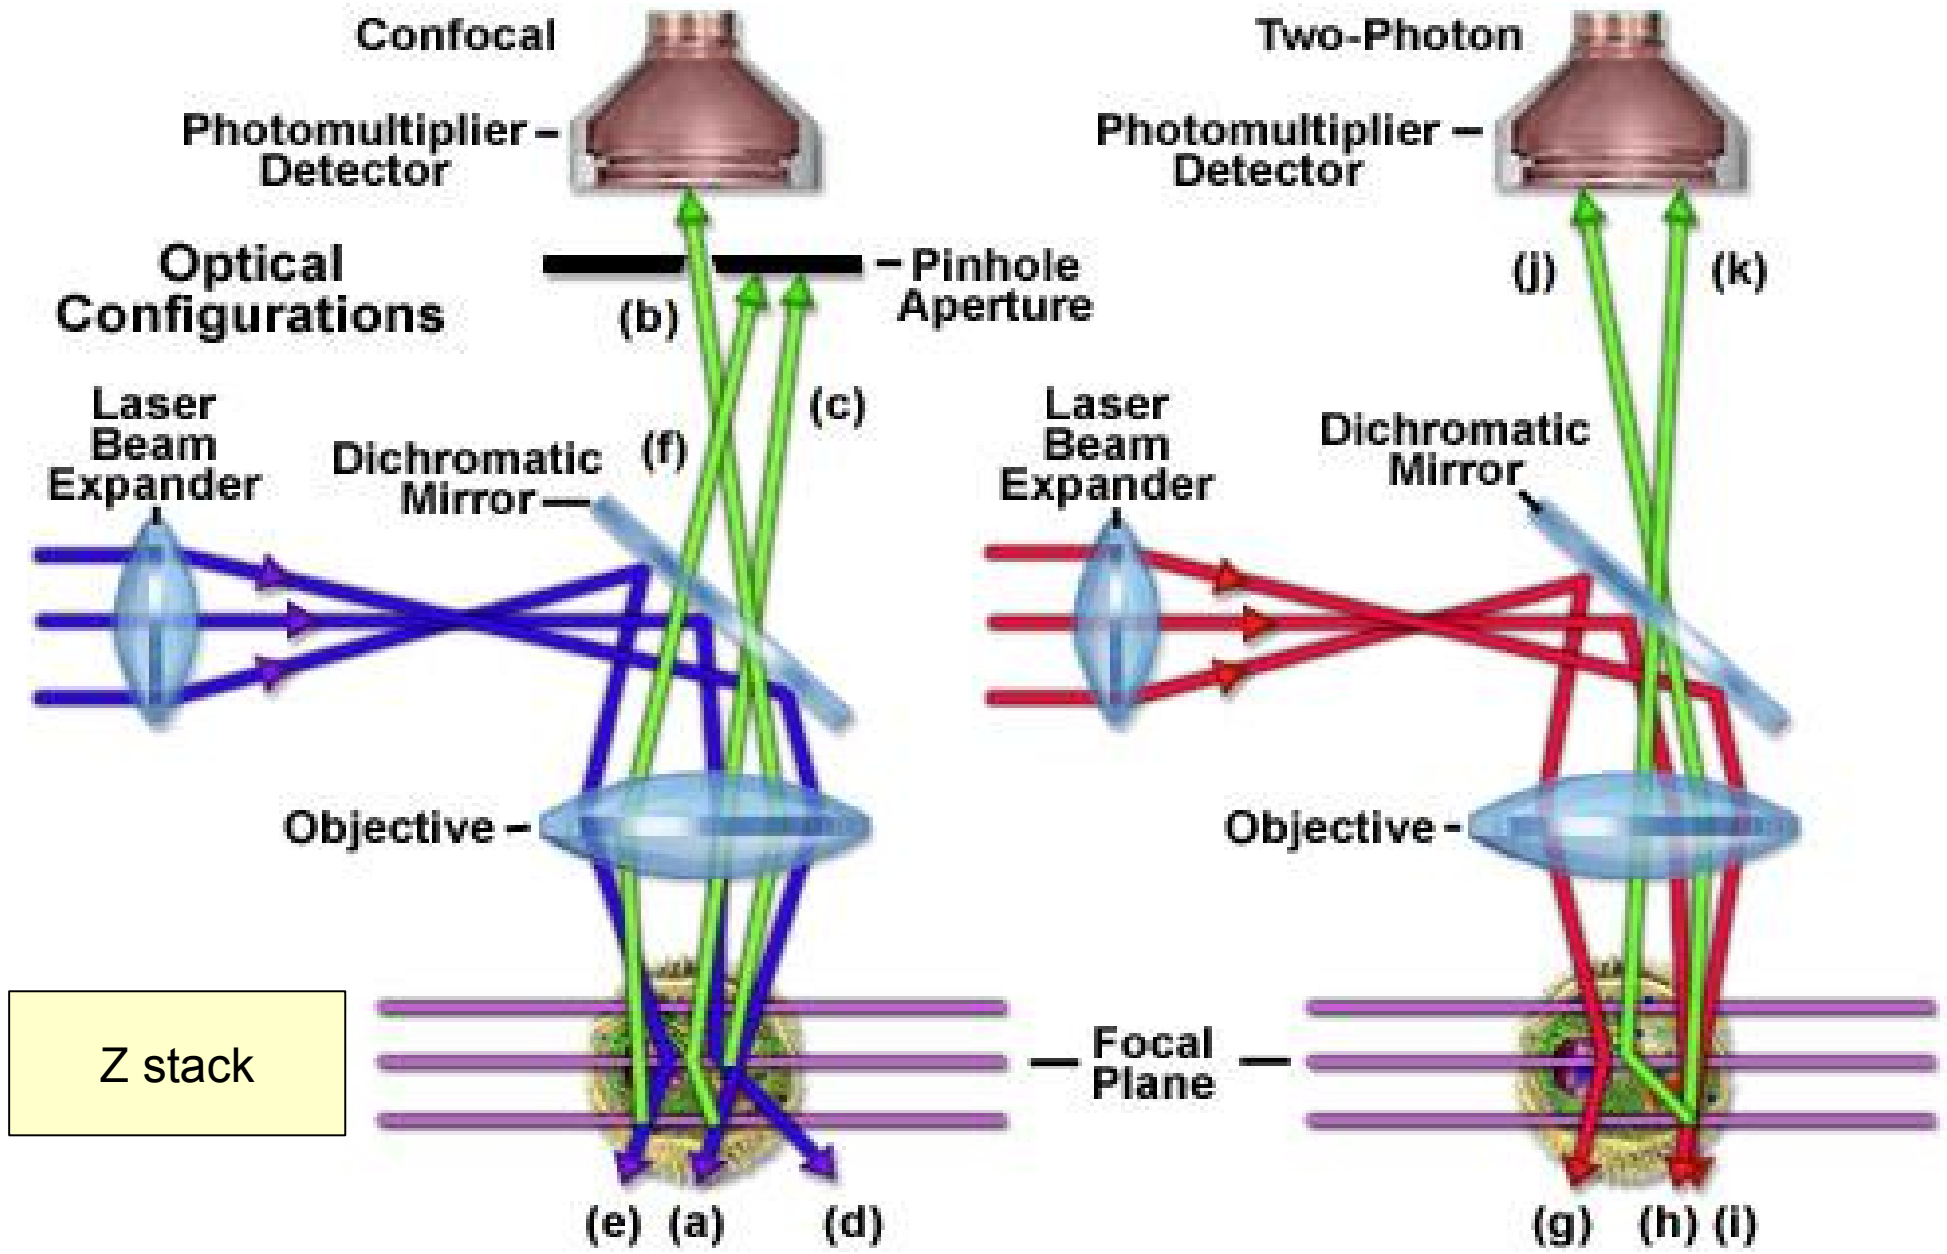 Confocal
Two-Photon
Photomultiplier
Detector
Photomultiplier
Detector
Optical
Configurations
Pinhole
Aperture
(b)
(j)
(k)
Laser
Beam
Expander
Dichromatic
Mirror
(f)
(c)
Laser
Beam
Expander
Dichromatic
Mirror
Objective
Objective
Z stack
Focal
Plane
(e) (a) (d)
(g) (h) (i)